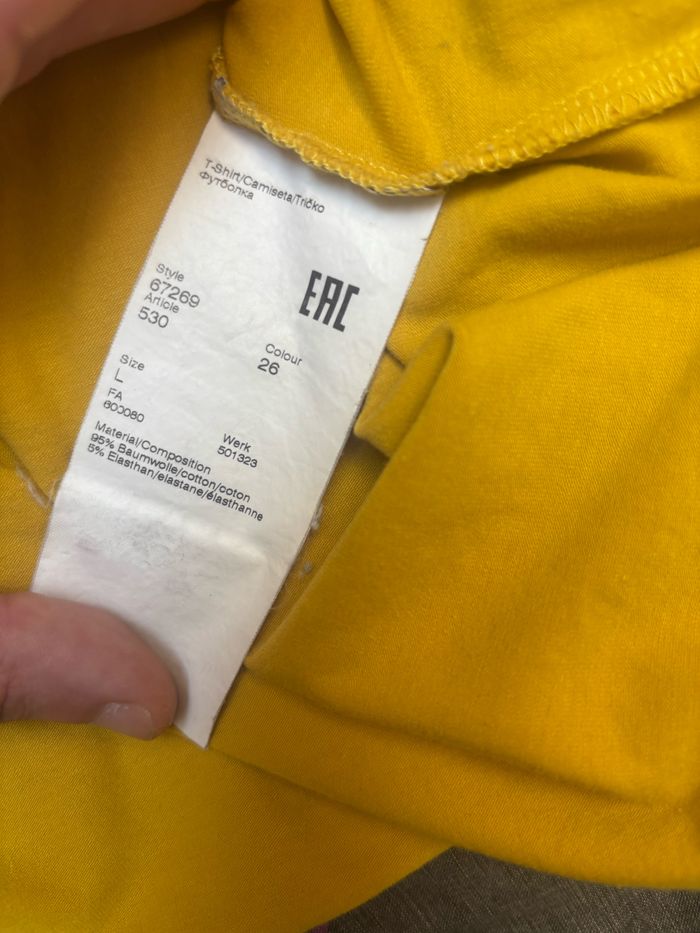 T-Shirt/Camiseta/Tričko
Футболка
EAC
Style
67269
Article
530
Colour
26
Size
L
FA
600080
Werk
501323
Material/Composition
95% Baumwolle/cotton/coton
5% Elasthan/elastane/élasthanne